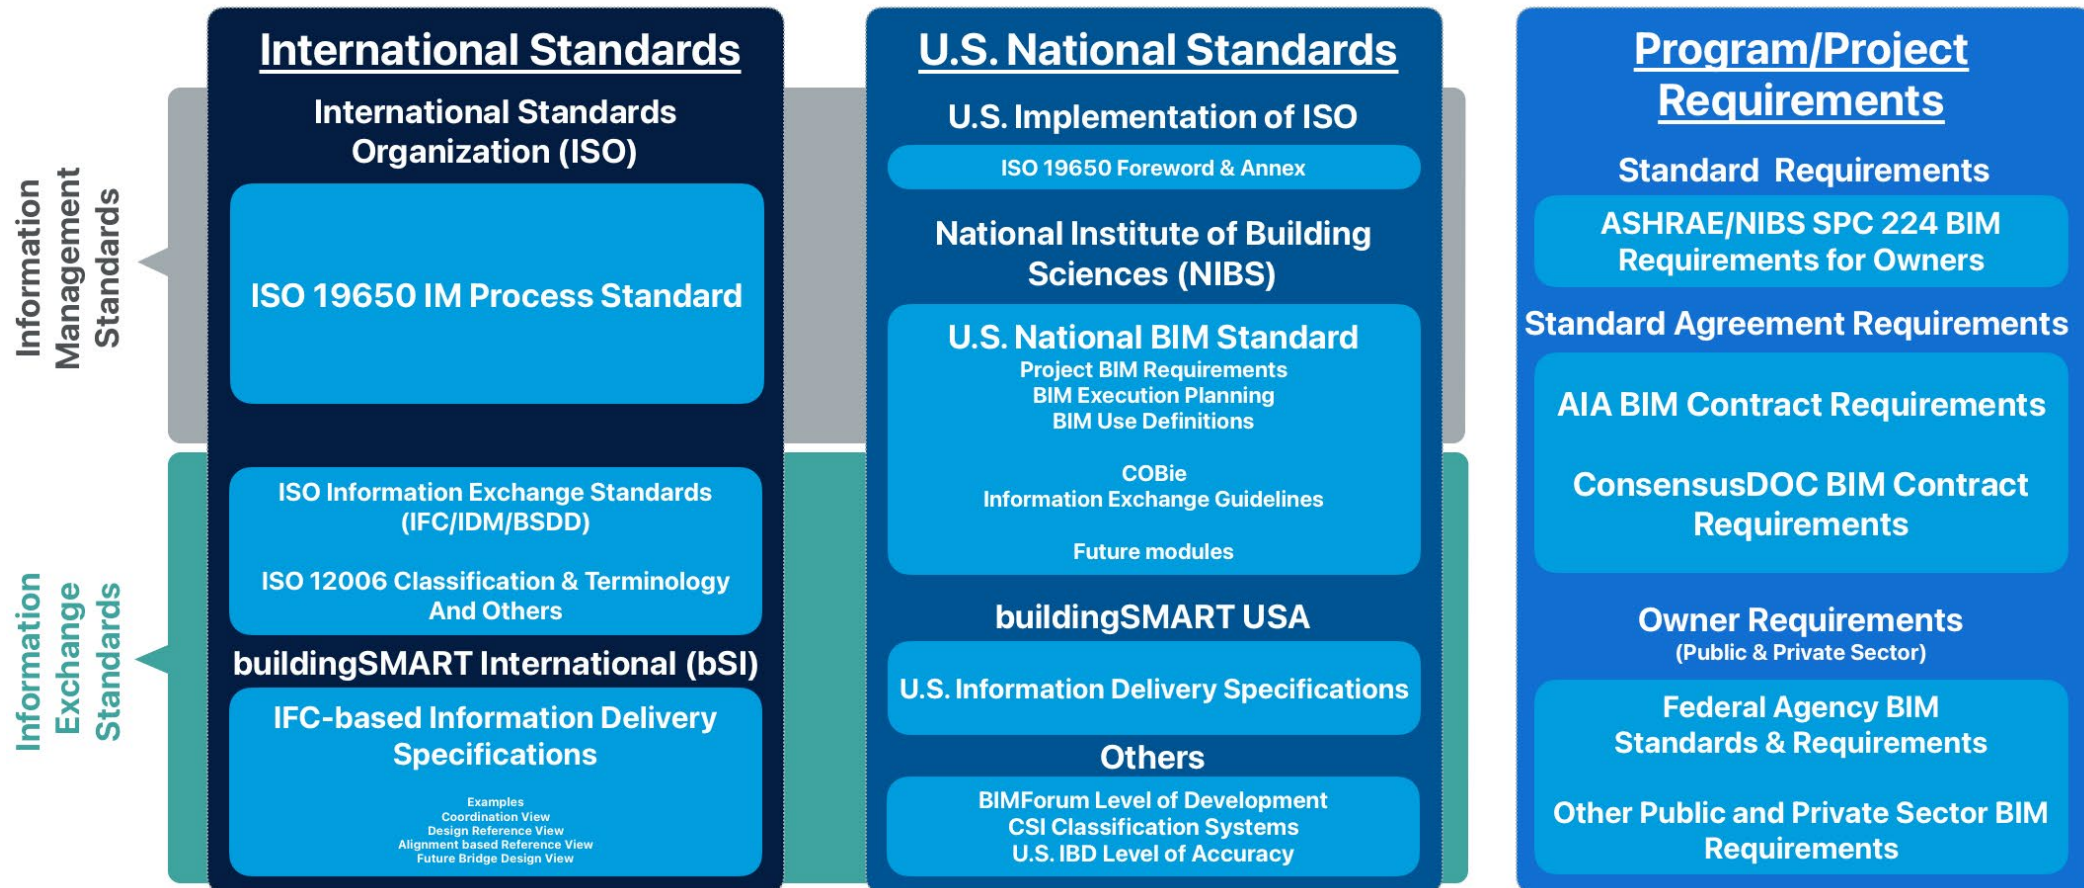 Information
Management
Standards
Information
Exchange
Standards
International Standards
International Standards
Organization (ISO)
ISO 19650 IM Process Standard
ISO Information Exchange Standards
(IFC/IDM/BSDD)
ISO 12006 Classification & Terminology
And Others
buildingSMART International (bSI)
IFC-based Information Delivery
Specifications
Examples
Coordination View
Design Reference View
Alignment based Reference View
Future Bridge Design View
U.S. National Standards
U.S. Implementation of ISO
ISO 19650 Foreword & Annex
National Institute of Building
Sciences (NIBS)
U.S. National BIM Standard
Project BIM Requirements
BIM Execution Planning
BIM Use Definitions
COBie
Information Exchange Guidelines
Future modules
buildingSMART USA
U.S. Information Delivery Specifications
Others
BIMForum Level of Development
CSI Classification Systems
U.S. IBD Level of Accuracy
Program/Project
Requirements
Standard Requirements
ASHRAE/NIBS SPC 224 BIM
Requirements for Owners
Standard Agreement Requirements
AIA BIM Contract Requirements
ConsensusDOC BIM Contract
Requirements
Owner Requirements
(Public & Private Sector)
Federal Agency BIM
Standards & Requirements
Other Public and Private Sector BIM
Requirements